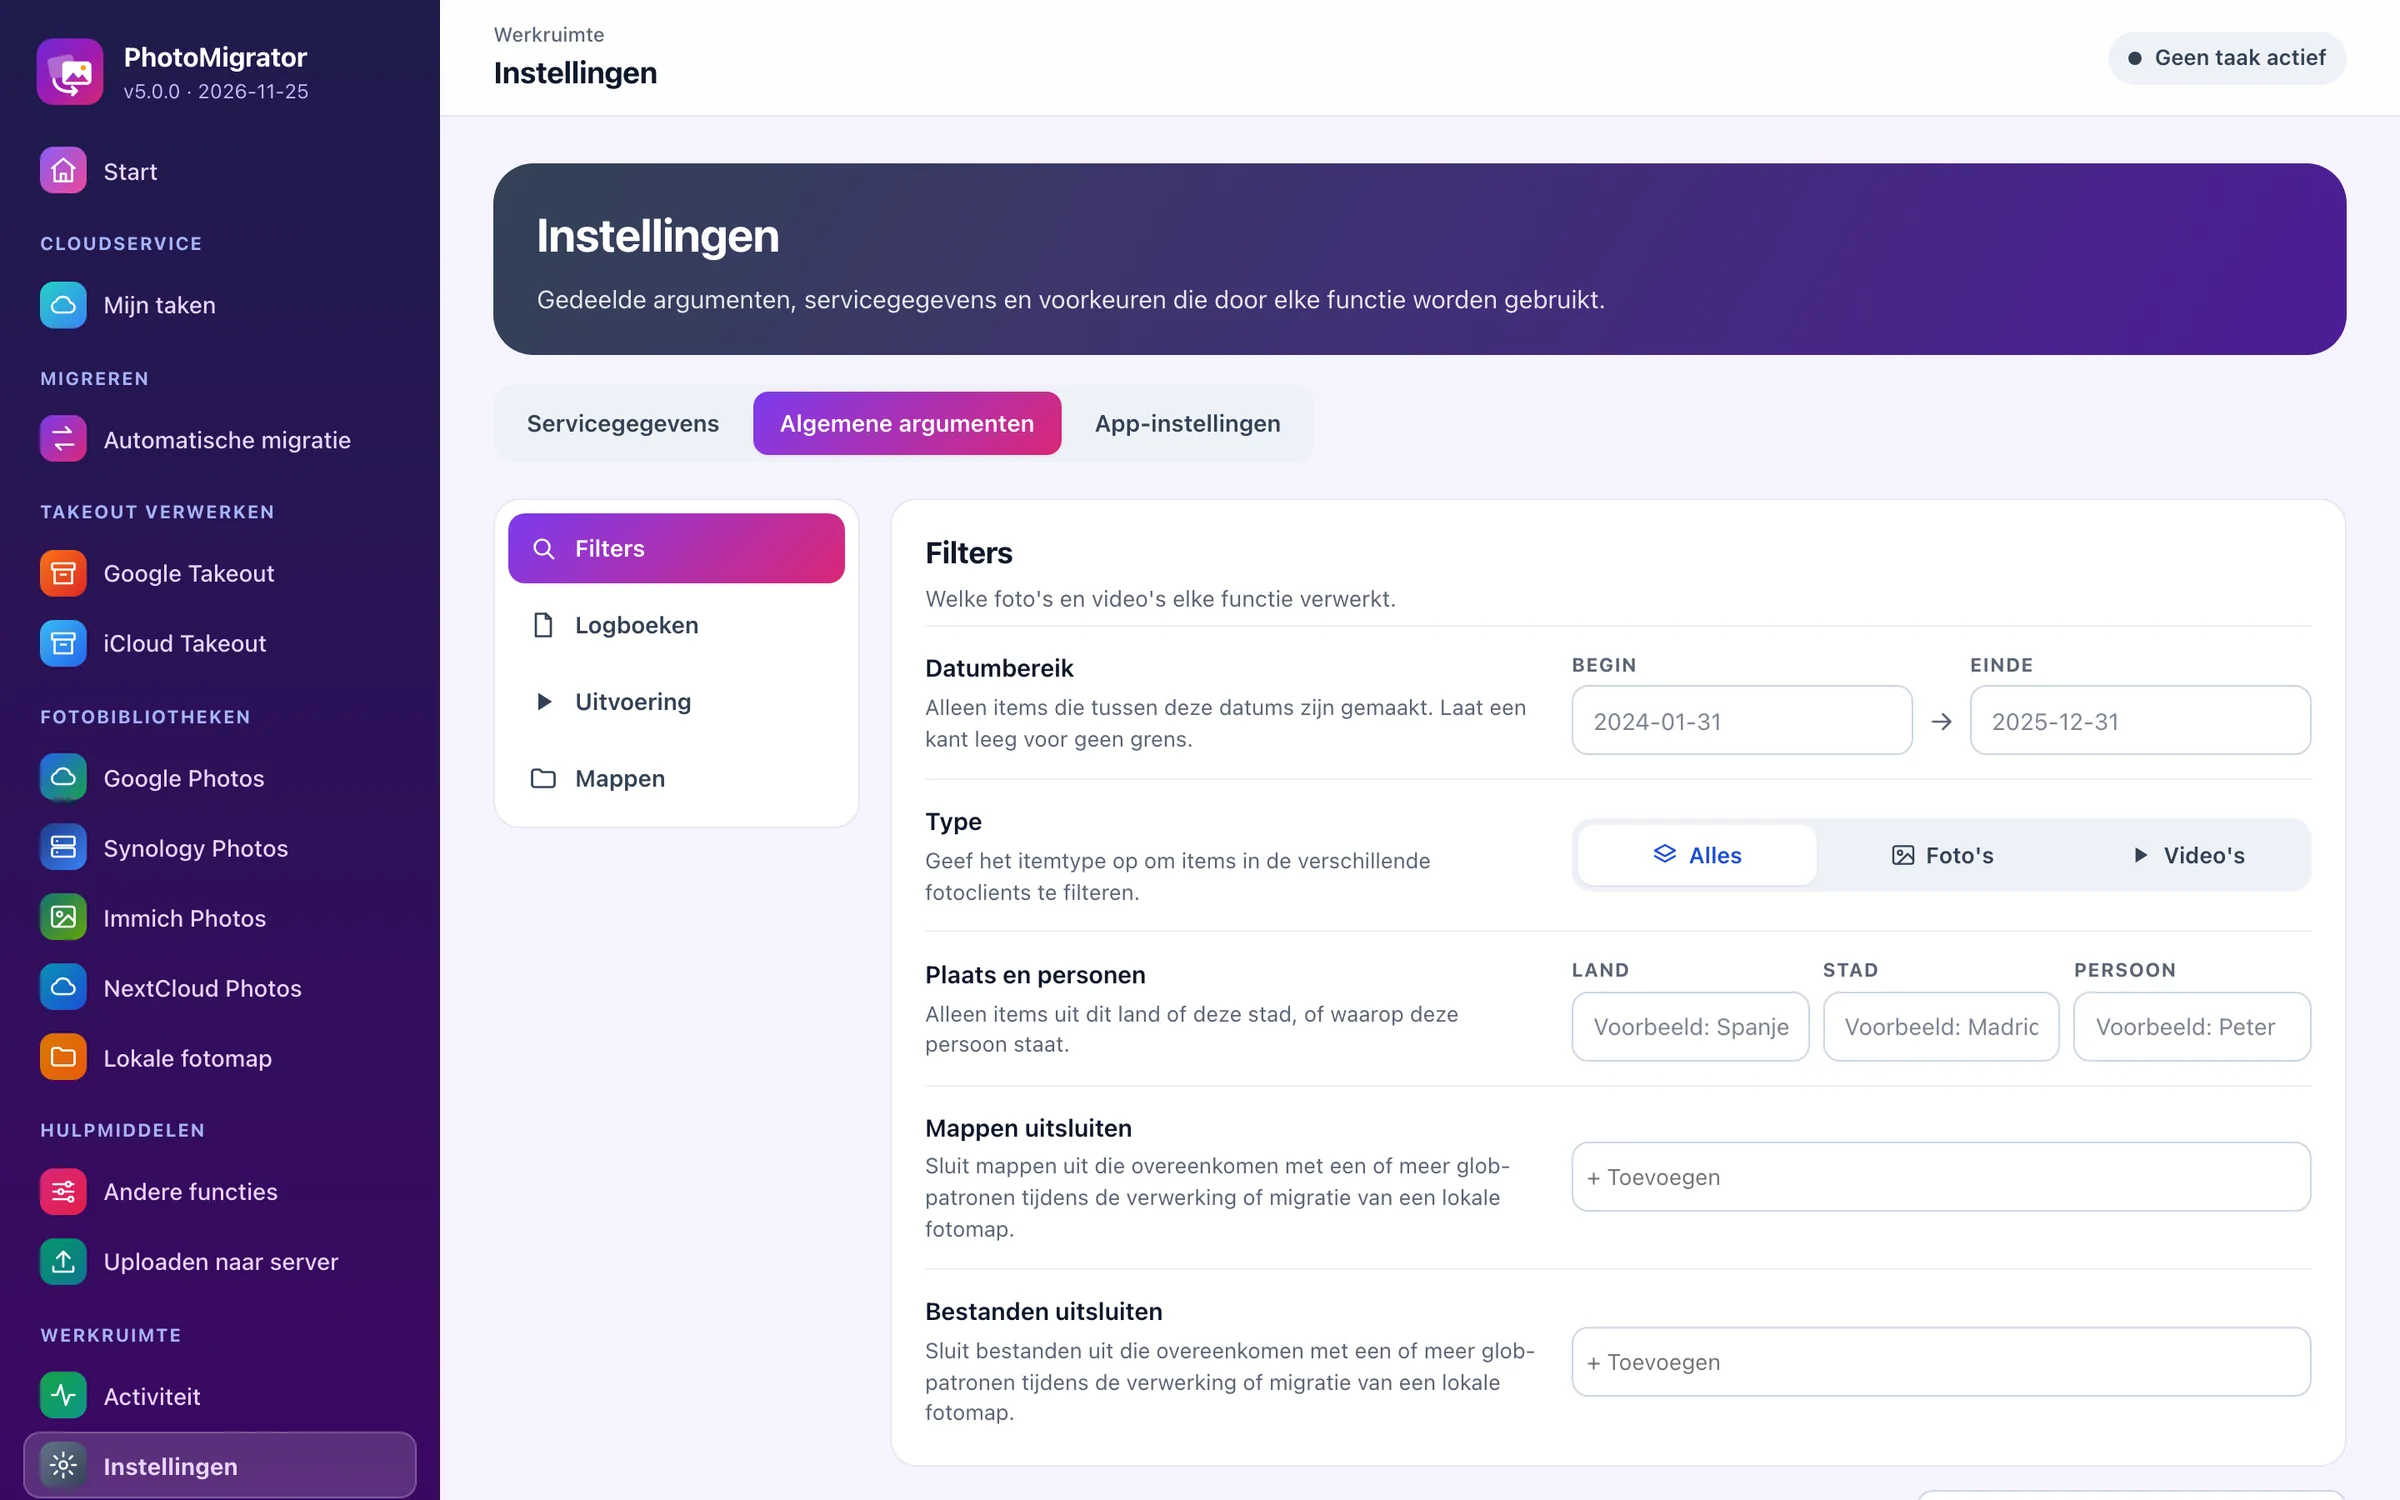 PhotoMigrator
v5.0.0 · 2026-11-25
Start
CLOUDSERVICE
Mijn taken
MIGREREN
Automatische migratie
TAKEOUT VERWERKEN
Google Takeout
iCloud Takeout
FOTOBIBLIOTHEKEN
Google Photos
Synology Photos
Immich Photos
NextCloud Photos
Lokale fotomap
HULPMIDDELEN
Andere functies
Uploaden naar server
WERKRUIMTE
Activiteit
Instellingen
Werkruimte
Instellingen
Geen taak actief
Instellingen
Gedeelde argumenten, servicegegevens en voorkeuren die door elke functie worden gebruikt.
Servicegegevens
Algemene argumenten
App-instellingen
Filters
Logboeken
Uitvoering
Mappen
Filters
Welke foto's en video's elke functie verwerkt.
Datumbereik
Alleen items die tussen deze datums zijn gemaakt. Laat een
kant leeg voor geen grens.
BEGIN
2024-01-31
→
EINDE
2025-12-31
Type
Geef het itemtype op om items in de verschillende
fotoclients te filteren.
Alles
Foto's
Video's
Plaats en personen
Alleen items uit dit land of deze stad, of waarop deze
persoon staat.
LAND
Voorbeeld: Spanje
STAD
Voorbeeld: Madric
PERSOON
Voorbeeld: Peter
Mappen uitsluiten
Sluit mappen uit die overeenkomen met een of meer glob-
patronen tijdens de verwerking of migratie van een lokale
fotomap.
+ Toevoegen
Bestanden uitsluiten
Sluit bestanden uit die overeenkomen met een of meer glob-
patronen tijdens de verwerking of migratie van een lokale
fotomap.
+ Toevoegen